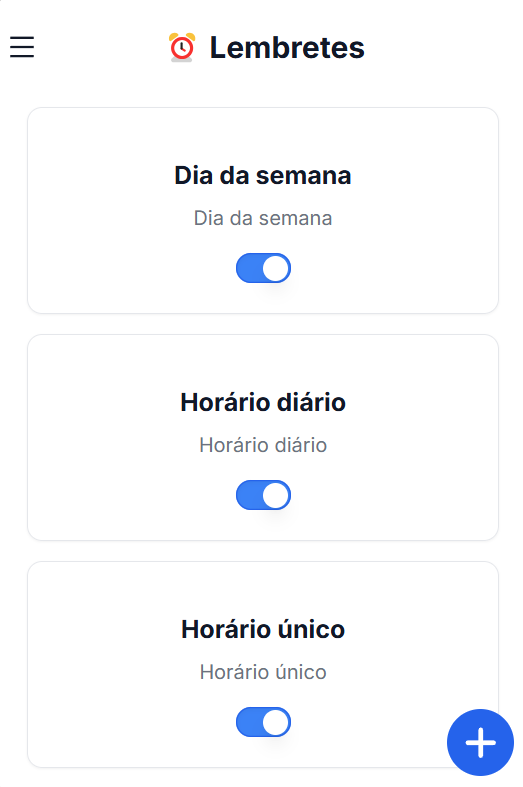 Lembretes
Dia da semana
Dia da semana
Horário diário
Horário diário
Horário único
Horário único